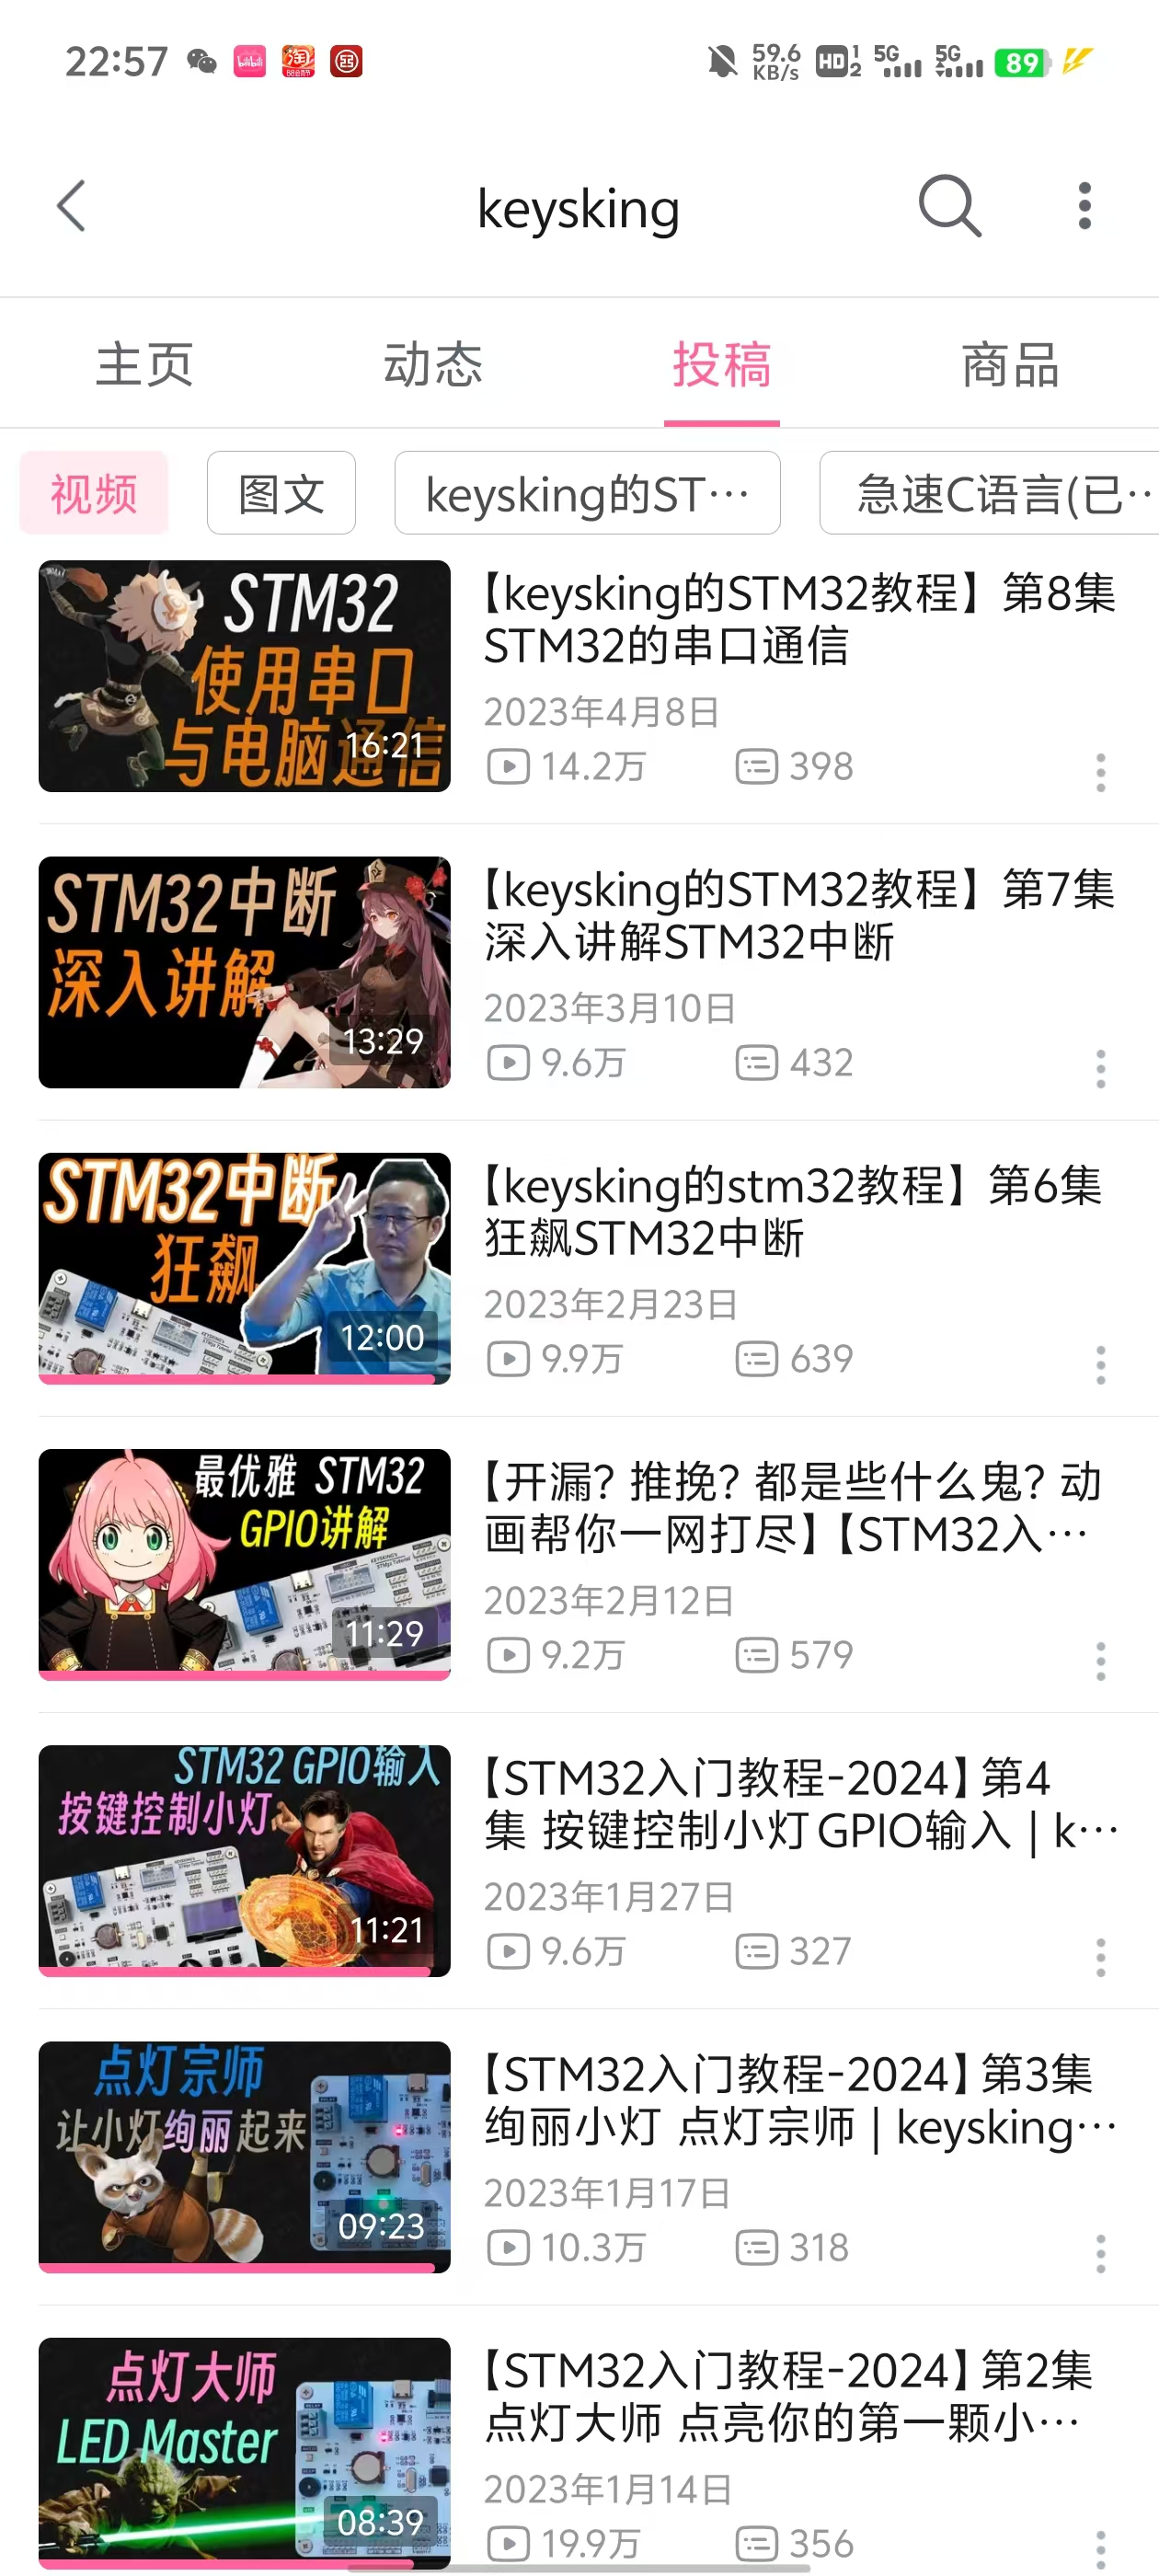 22:57
59.6 KB/s HD 1 2 5G 5G 89
keysking
主页 动态 投稿 商品
视频 图文 keysking的ST… 急速C语言(已…
STM32
使用串口
与电脑通信
16:21
【keysking的STM32教程】第8集
STM32的串口通信
2023年4月8日
14.2万 398
STM32中断
深入讲解
13:29
【keysking的STM32教程】第7集
深入讲解STM32中断
2023年3月10日
9.6万 432
STM32中断
狂飙
12:00
【keysking的stm32教程】第6集
狂飙STM32中断
2023年2月23日
9.9万 639
最优雅 STM32
GPIO讲解
11:29
【开漏？推挽？都是些什么鬼？动
画帮你一网打尽】【STM32入…
2023年2月12日
9.2万 579
STM32 GPIO输入
按键控制小灯
11:21
【STM32入门教程-2024】第4
集 按键控制小灯GPIO输入 | k…
2023年1月27日
9.6万 327
点灯宗师
让小灯绚丽起来
09:23
【STM32入门教程-2024】第3集
绚丽小灯 点灯宗师 | keysking…
2023年1月17日
10.3万 318
点灯大师
LED Master
08:39
【STM32入门教程-2024】第2集
点灯大师 点亮你的第一颗小…
2023年1月14日
19.9万 356